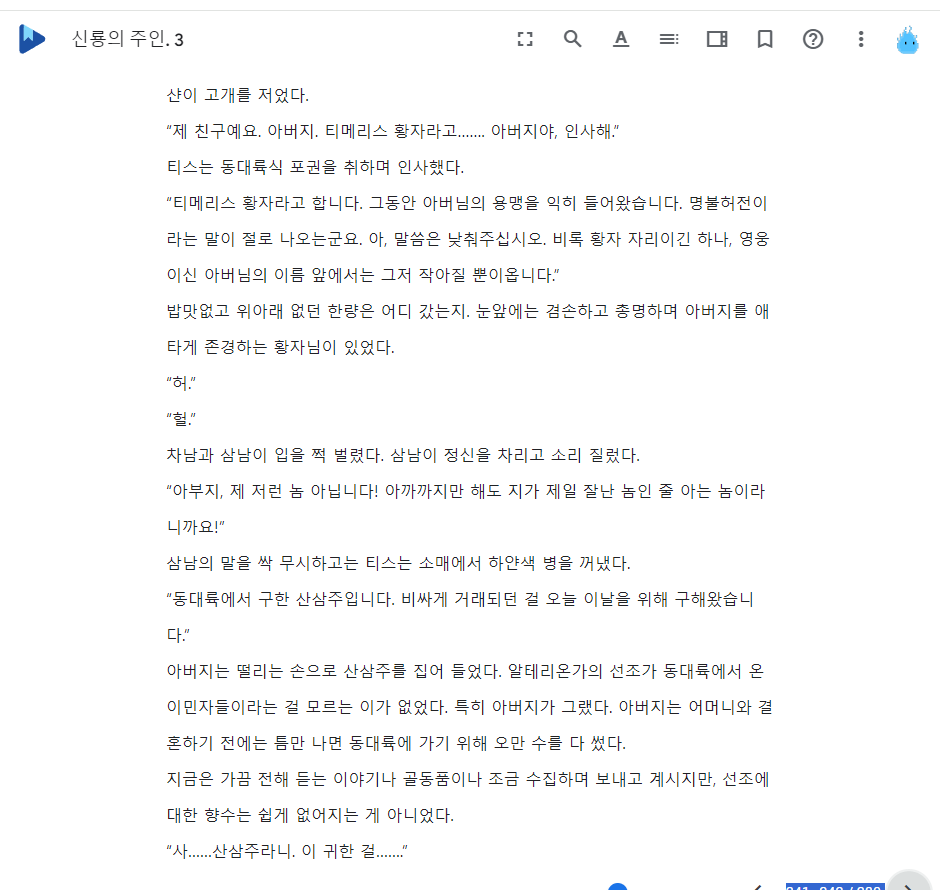 신룡의 주인. 3
샨이 고개를 저었다.
“제 친구예요. 아버지. 티메리스 황자라고....... 아버지야, 인사해.”
티스는 동대륙식 포권을 취하며 인사했다.
“티메리스 황자라고 합니다. 그동안 아버님의 용맹을 익히 들어왔습니다. 명불허전이
라는 말이 절로 나오는군요. 아, 말씀은 낮춰주십시오. 비록 황자 자리이긴 하나, 영웅
이신 아버님의 이름 앞에서는 그저 작아질 뿐이옵니다.”
밥맛없고 위아래 없던 한량은 어디 갔는지. 눈앞에는 겸손하고 총명하며 아버지를 애
타게 존경하는 황자님이 있었다.
“허.”
“헐.”
차남과 삼남이 입을 쩍 벌렸다. 삼남이 정신을 차리고 소리 질렀다.
“아부지, 제 저런 놈 아닙니다! 아까까지만 해도 지가 제일 잘난 놈인 줄 아는 놈이라
니까요!”
삼남의 말을 싹 무시하고는 티스는 소매에서 하얀색 병을 꺼냈다.
“동대륙에서 구한 산삼주입니다. 비싸게 거래되던 걸 오늘 이날을 위해 구해왔습니
다.”
아버지는 떨리는 손으로 산삼주를 집어 들었다. 알테리온가의 선조가 동대륙에서 온
이민자들이라는 걸 모르는 이가 없었다. 특히 아버지가 그랬다. 아버지는 어머니와 결
혼하기 전에는 틈만 나면 동대륙에 가기 위해 오만 수를 다 썼다.
지금은 가끔 전해 듣는 이야기나 골동품이나 조금 수집하며 보내고 계시지만, 선조에
대한 향수는 쉽게 없어지는 게 아니었다.
“사......산삼주라니. 이 귀한 걸.......”